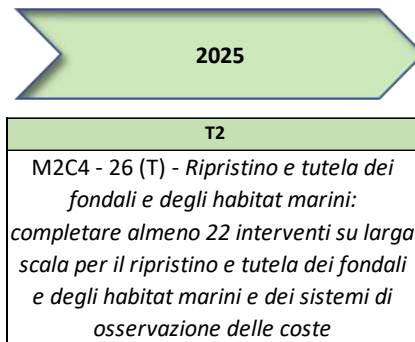 2025
T2
M2C4 - 26 (T) - Ripristino e tutela dei
fondali e degli habitat marini:
completare almeno 22 interventi su larga
scala per il ripristino e tutela dei fondali
e degli habitat marini e dei sistemi di
osservazione delle coste